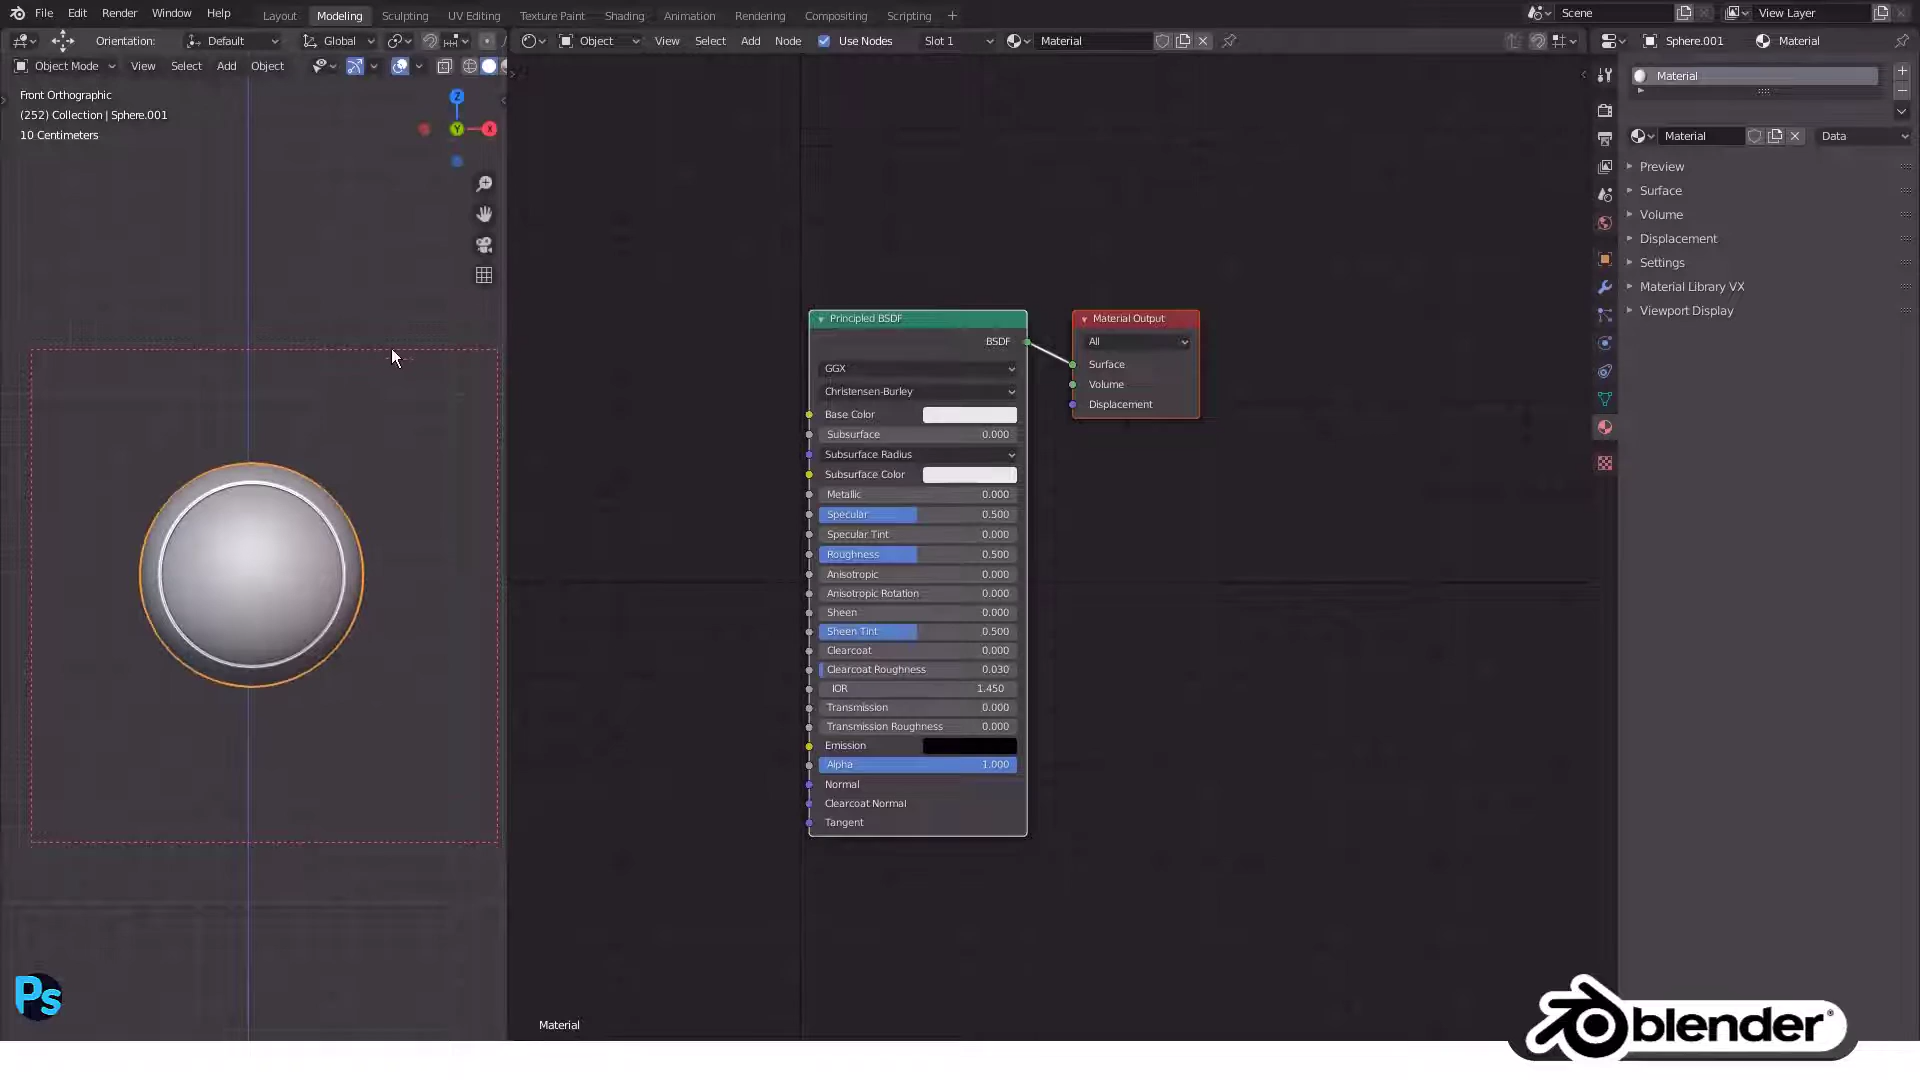 File Edit Render Window Help Layout Modeling Sculpting UV Editing Texture Paint Shading Animation Rendering Compositing Scripting + Scene View Layer
Orientation: Default Global Object View Select Add Node Use Nodes Slot 1 Material Sphere.001 Material
Object Mode View Select Add Object
Material
Front Orthographic
(252) Collection | Sphere.001
10 Centimeters
Z
Y
X
Material Data
Preview
Surface
Volume
Displacement
Settings
Material Library VX
Viewport Display
Principled BSDF
BSDF
GGX
Christensen-Burley
Base Color
Subsurface 0.000
Subsurface Radius
Subsurface Color
Metallic 0.000
Specular 0.500
Specular Tint 0.000
Roughness 0.500
Anisotropic 0.000
Anisotropic Rotation 0.000
Sheen 0.000
Sheen Tint 0.500
Clearcoat 0.000
Clearcoat Roughness 0.030
IOR 1.450
Transmission 0.000
Transmission Roughness 0.000
Emission
Alpha 1.000
Normal
Clearcoat Normal
Tangent
Material Output
All
Surface
Volume
Displacement
Ps
Material
blender®